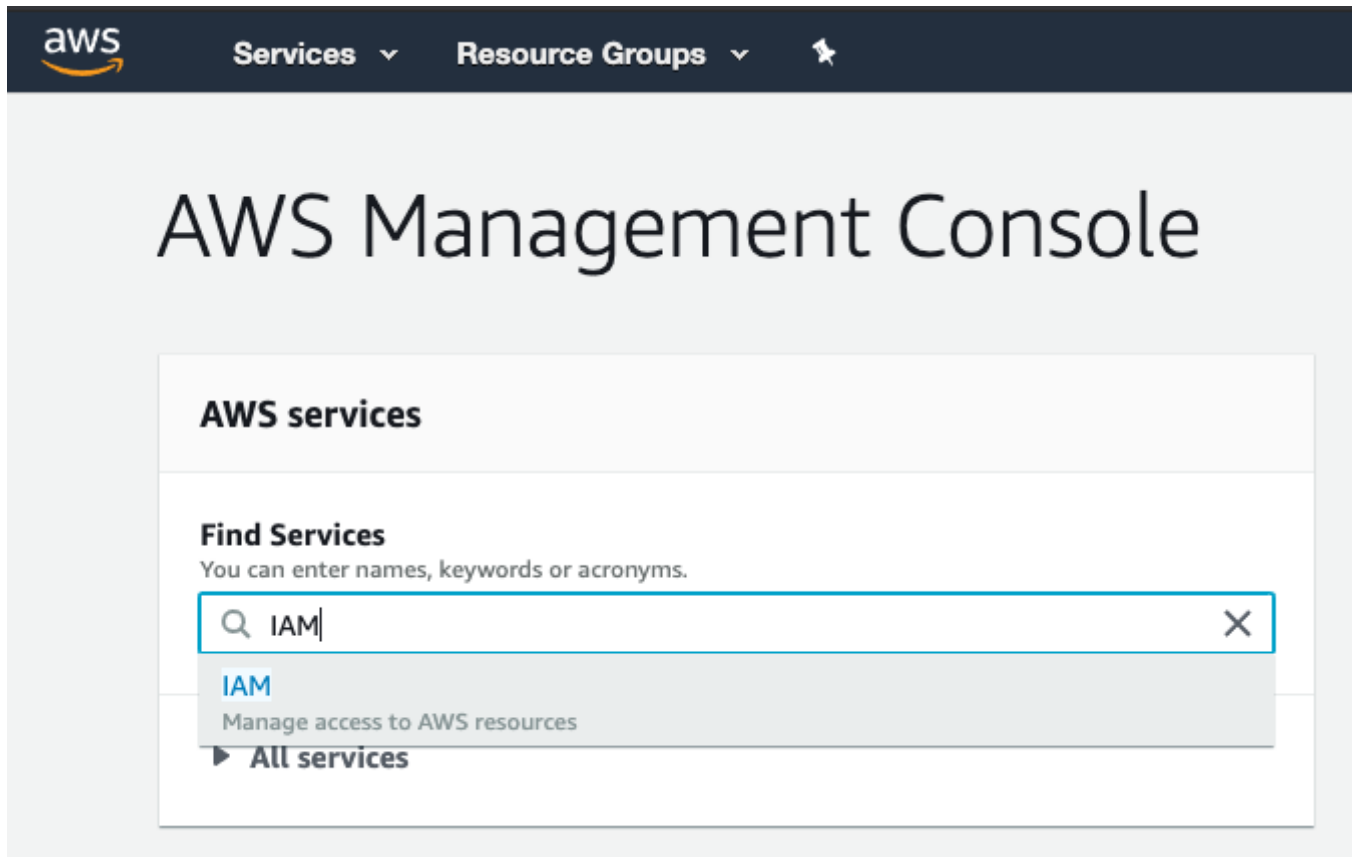 aws
Services
Resource Groups
AWS Management Console
AWS services
Find Services
You can enter names, keywords or acronyms.
IAM
IAM
Manage access to AWS resources
All services